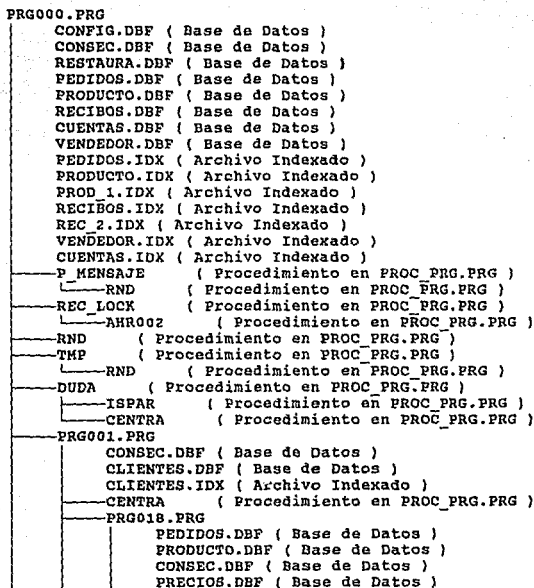 PRG000.PRG
CONFIG.DBF ( Base de Datos )
CONSEC.DBF ( Base de Datos )
RESTAURA.DBF ( Base de Datos )
PEDIDOS.DBF ( Base de Datos )
PRODUCTO.DBF ( Base de Datos )
RECIBOS.DBF ( Base de Datos )
CUENTAS.DBF ( Base de Datos )
VENDEDOR.DBF ( Base de Datos )
PEDIDOS.IDX ( Archivo Indexado )
PRODUCTO.IDX ( Archivo Indexado )
PROD_1.IDX ( Archivo Indexado )
RECIBOS.IDX ( Archivo Indexado )
REC_2.IDX ( Archivo Indexado )
VENDEDOR.IDX ( Archivo Indexado )
CUENTAS.IDX ( Archivo Indexado )
P_MENSAJE ( Procedimiento en PROC_PRG.PRG )
RND ( Procedimiento en PROC_PRG.PRG )
REC_LOCK ( Procedimiento en PROC_PRG.PRG )
AHR002 ( Procedimiento en PROC_PRG.PRG )
RND ( Procedimiento en PROC_PRG.PRG )
TMP ( Procedimiento en PROC_PRG.PRG )
RND ( Procedimiento en PROC_PRG.PRG )
DUDA ( Procedimiento en PROC_PRG.PRG )
ISPAR ( Procedimiento en PROC_PRG.PRG )
CENTRA ( Procedimiento en PROC_PRG.PRG )
PRG001.PRG
CONSEC.DBF ( Base de Datos )
CLIENTES.DBF ( Base de Datos )
CLIENTES.IDX ( Archivo Indexado )
CENTRA ( Procedimiento en PROC_PRG.PRG )
PRG018.PRG
PEDIDOS.DBF ( Base de Datos )
PRODUCTO.DBF ( Base de Datos )
CONSEC.DBF ( Base de Datos )
PRECIOS.DBF ( Base de Datos )